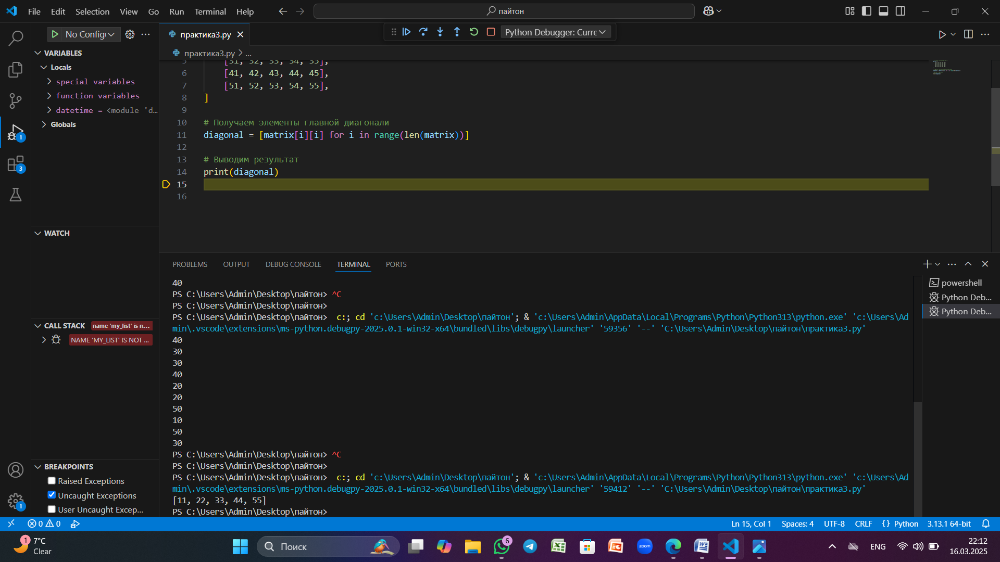 File Edit Selection View Go Run Terminal Help
пайтон
No Config
практика3.py
Python Debugger: Curre
VARIABLES
Locals
special variables
function variables
datetime = <module 'd...
Globals
WATCH
CALL STACK name 'my_list' is n...
NAME 'MY_LIST' IS NOT ...
BREAKPOINTS
Raised Exceptions
Uncaught Exceptions
User Uncaught Excep...
1
3
1
практика3.py > ...
5 [31, 32, 33, 34, 35],
6 [41, 42, 43, 44, 45],
7 [51, 52, 53, 54, 55],
8 ]
9
10 # Получаем элементы главной диагонали
11 diagonal = [matrix[i][i] for i in range(len(matrix))]
12
13 # Выводим результат
14 print(diagonal)
15
16
PROBLEMS OUTPUT DEBUG CONSOLE TERMINAL PORTS
powershell
Python Deb...
Python Deb...
40
PS C:\Users\Admin\Desktop\пайтон> ^C
PS C:\Users\Admin\Desktop\пайтон>
PS C:\Users\Admin\Desktop\пайтон> c:; cd 'c:\Users\Admin\Desktop\пайтон'; & 'c:\Users\Admin\AppData\Local\Programs\Python\Python313\python.exe' 'c:\Users\Ad
min\.vscode\extensions\ms-python.debugpy-2025.0.1-win32-x64\bundled\libs\debugpy\launcher' '59356' '--' 'C:\Users\Admin\Desktop\пайтон\практика3.py'
40
30
30
40
20
20
50
10
50
30
PS C:\Users\Admin\Desktop\пайтон> ^C
PS C:\Users\Admin\Desktop\пайтон>
PS C:\Users\Admin\Desktop\пайтон> c:; cd 'c:\Users\Admin\Desktop\пайтон'; & 'c:\Users\Admin\AppData\Local\Programs\Python\Python313\python.exe' 'c:\Users\Ad
min\.vscode\extensions\ms-python.debugpy-2025.0.1-win32-x64\bundled\libs\debugpy\launcher' '59412' '--' 'C:\Users\Admin\Desktop\пайтон\практика3.py'
[11, 22, 33, 44, 55]
PS C:\Users\Admin\Desktop\пайтон>
0 0
Ln 15, Col 1 Spaces: 4 UTF-8 CRLF {} Python 3.13.1 64-bit
1
7°C
Clear
Поиск
6
zoom
ENG
22:12
16.03.2025